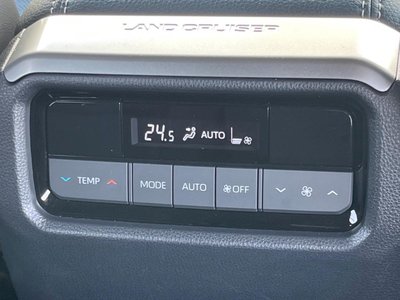 LAND CRUISER
24.5 AUTO
TEMP MODE AUTO OFF